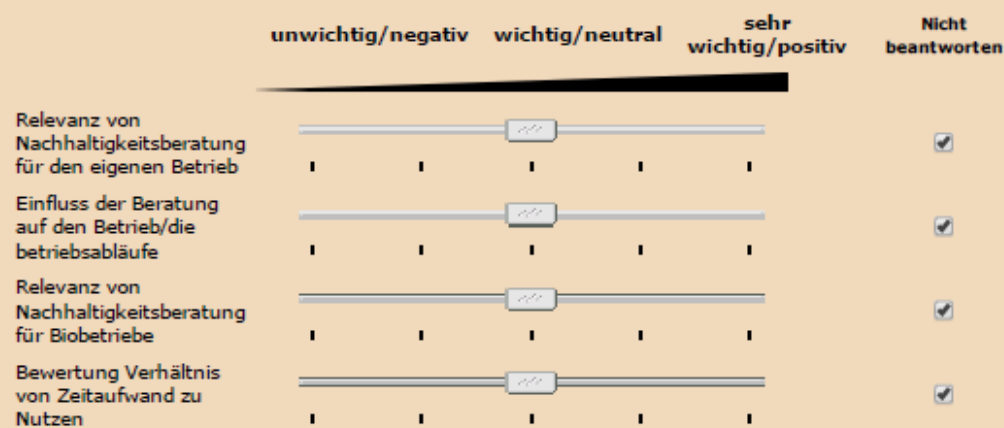 unwichtig/negativ wichtig/neutral sehr wichtig/positiv Nicht beantworten
Relevanz von
Nachhaltigkeitsberatung
für den eigenen Betrieb
Einfluss der Beratung
auf den Betrieb/die
betriebsabläufe
Relevanz von
Nachhaltigkeitsberatung
für Biobetriebe
Bewertung Verhältnis
von Zeitaufwand zu
Nutzen